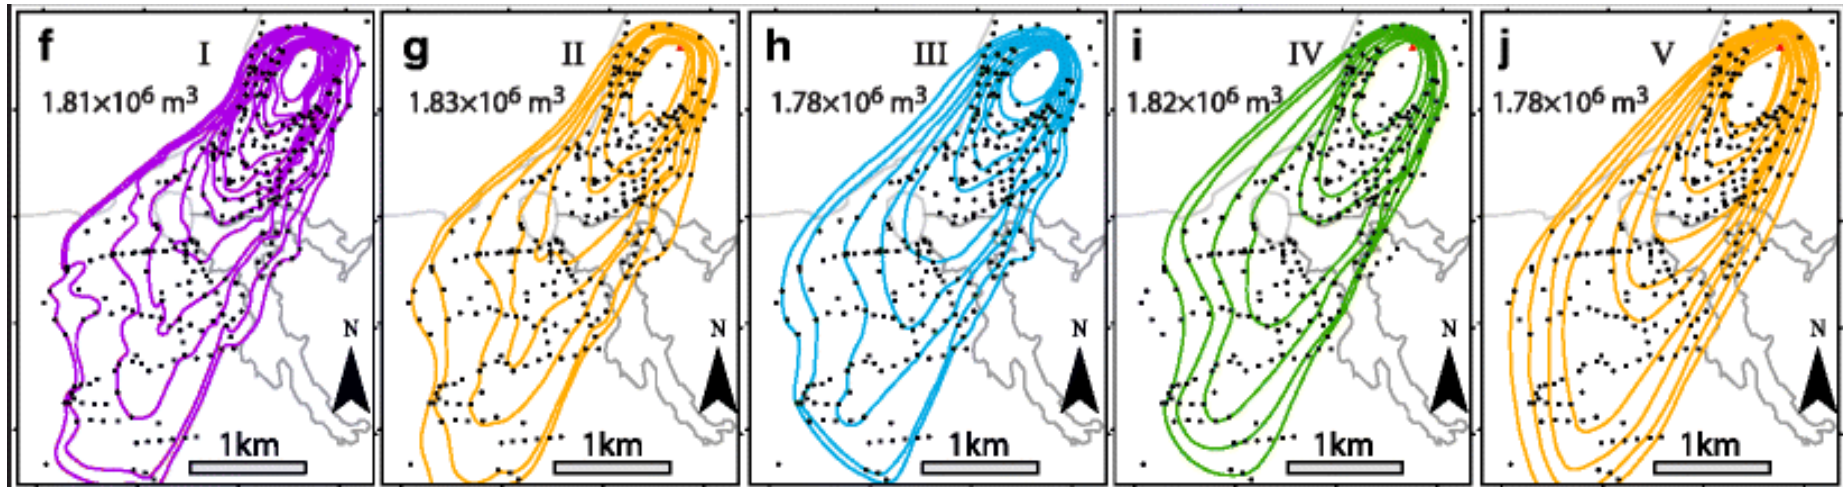 f I
1.81×10⁶ m³
N
1km
g II
1.83×10⁶ m³
N
1km
h III
1.78×10⁶ m³
N
1km
i IV
1.82×10⁶ m³
N
1km
j V
1.78×10⁶ m³
N
1km